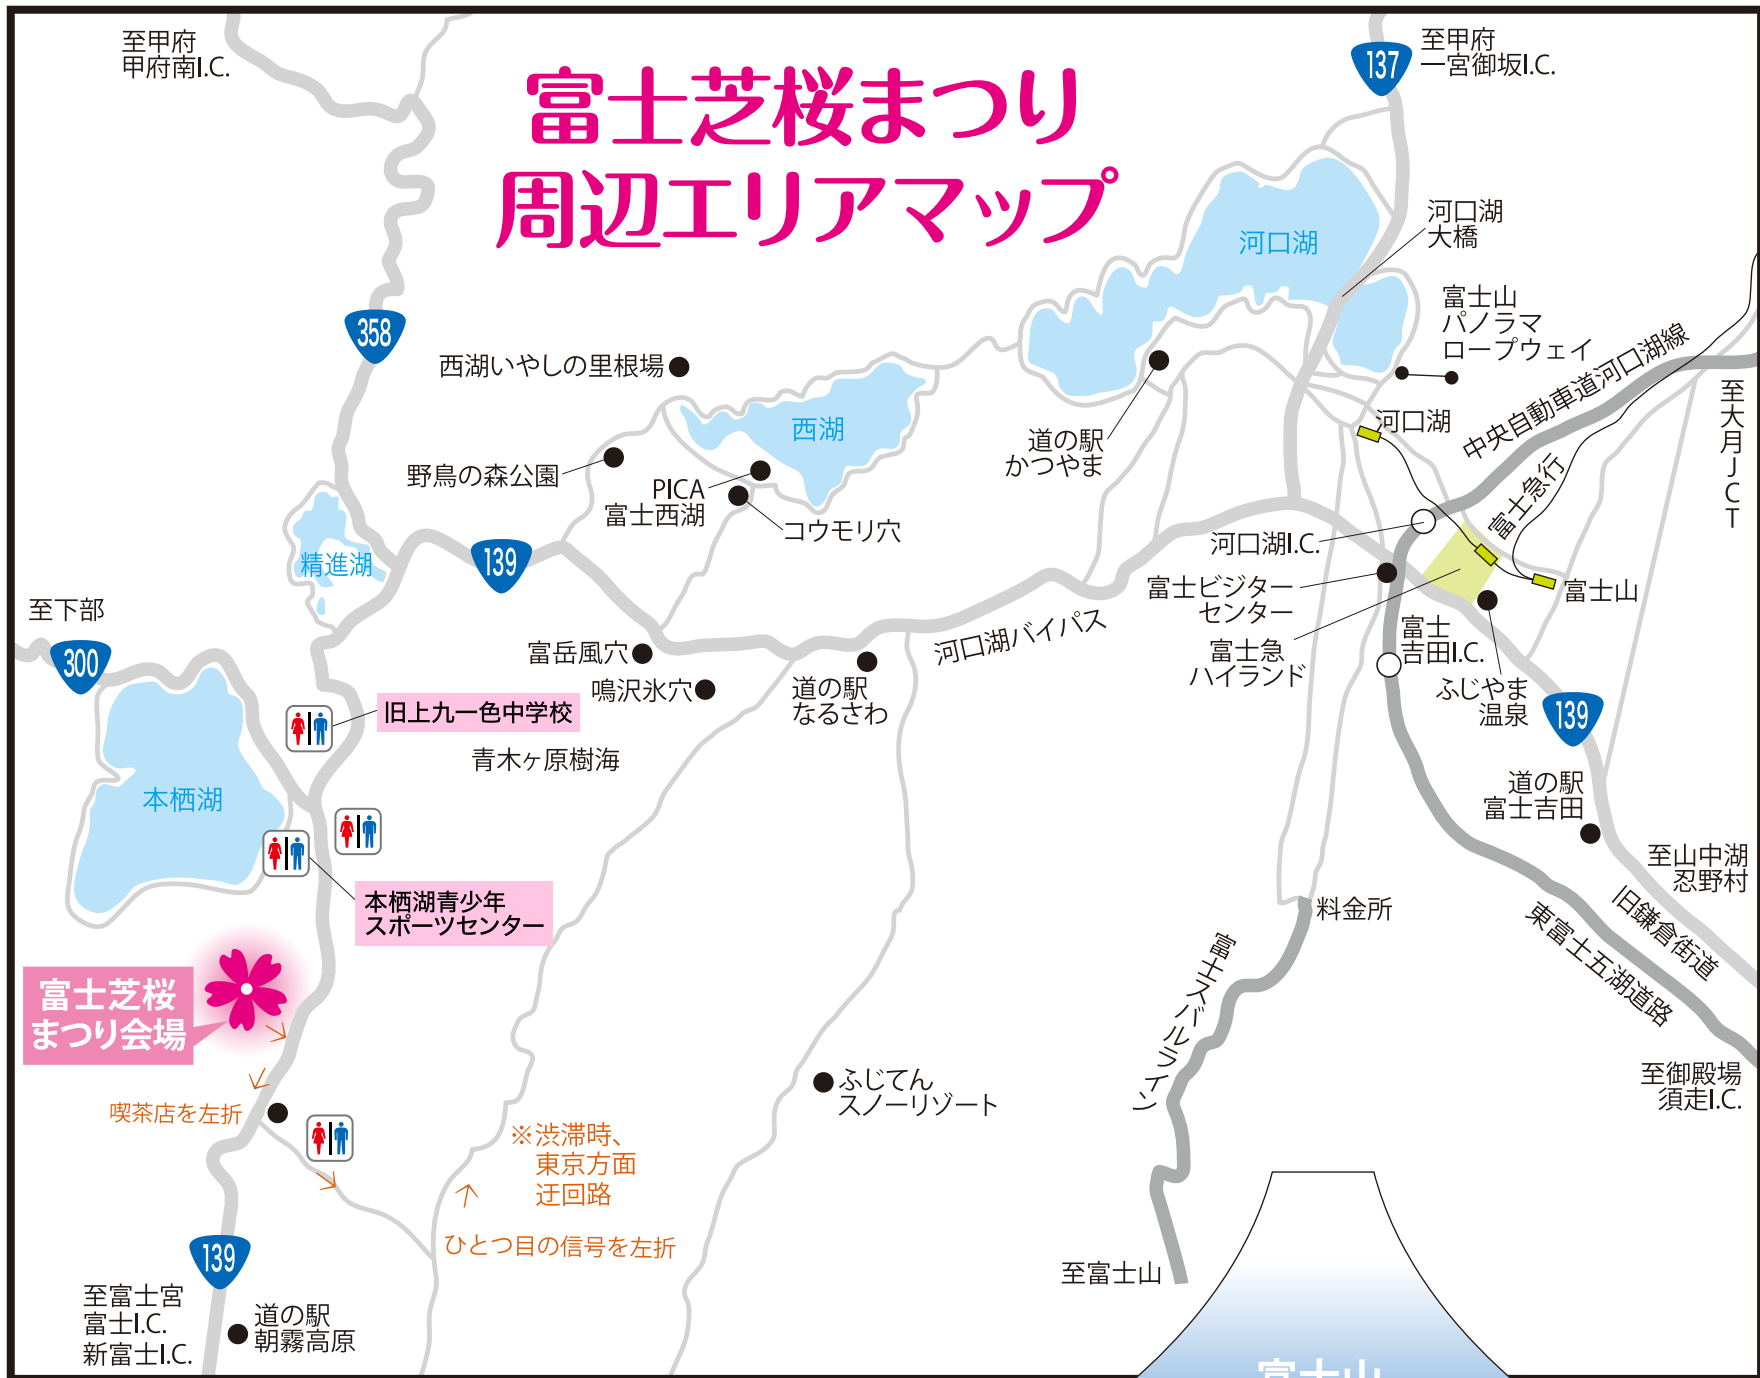 富士芝桜まつり
周辺エリアマップ
至甲府
甲府南I.C.
137
至甲府
一宮御坂I.C.
河口湖
大橋
河口湖
富士山
パノラマ
ロープウェイ
358
西湖いやしの里根場
西湖
野鳥の森公園
PICA
富士西湖
コウモリ穴
道の駅
かつやま
河口湖
中央自動車道河口湖線
至大月JCT
富士急行
精進湖
139
河口湖I.C.
富士ビジター
センター
富士急
ハイランド
富士山
富士
吉田I.C.
ふじやま
温泉
139
至下部
300
富岳風穴
鳴沢氷穴
道の駅
なるさわ
河口湖バイパス
旧上九一色中学校
青木ヶ原樹海
本栖湖
道の駅
富士吉田
至山中湖
忍野村
旧鎌倉街道
東富士五湖道路
本栖湖青少年
スポーツセンター
料金所
富士スバルライン
富士芝桜
まつり会場
至御殿場
須走I.C.
ふじてん
スノーリゾート
喫茶店を左折
※渋滞時、
東京方面
迂回路
ひとつ目の信号を左折
139
至富士宮
富士I.C.
新富士I.C.
道の駅
朝霧高原
至富士山
富士山